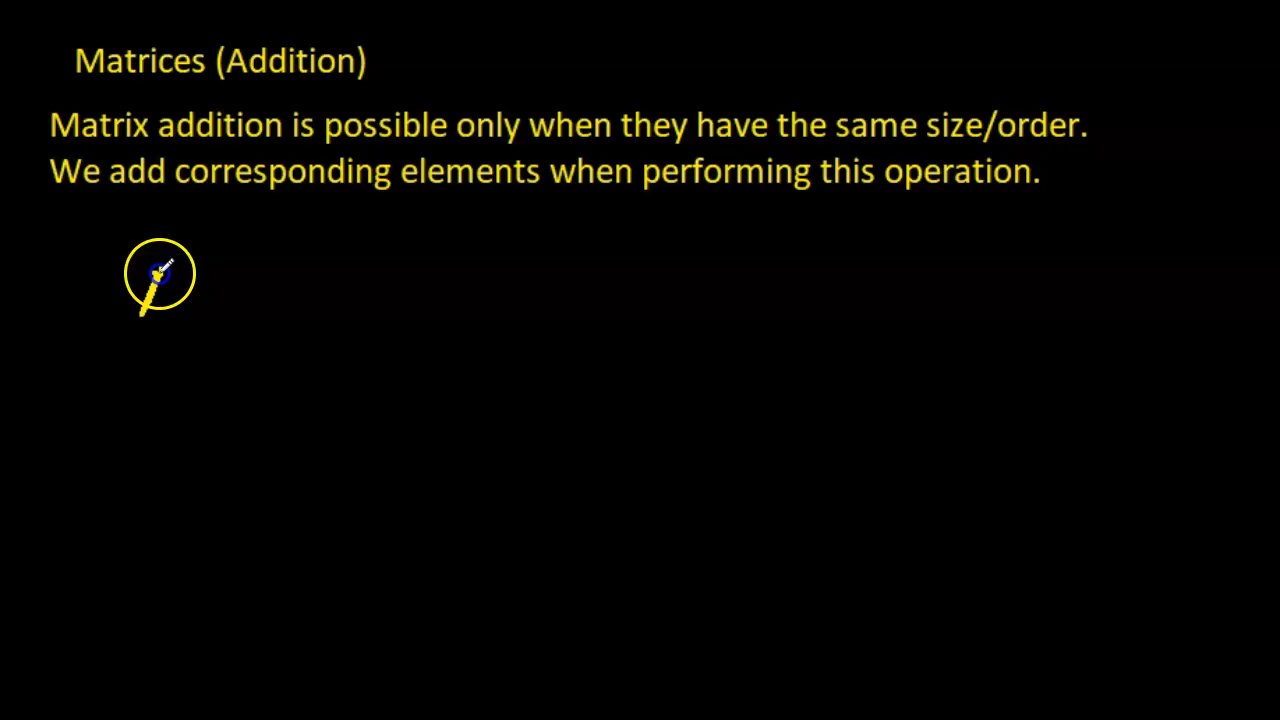 Matrices (Addition)
Matrix addition is possible only when they have the same size/order.
We add corresponding elements when performing this operation.